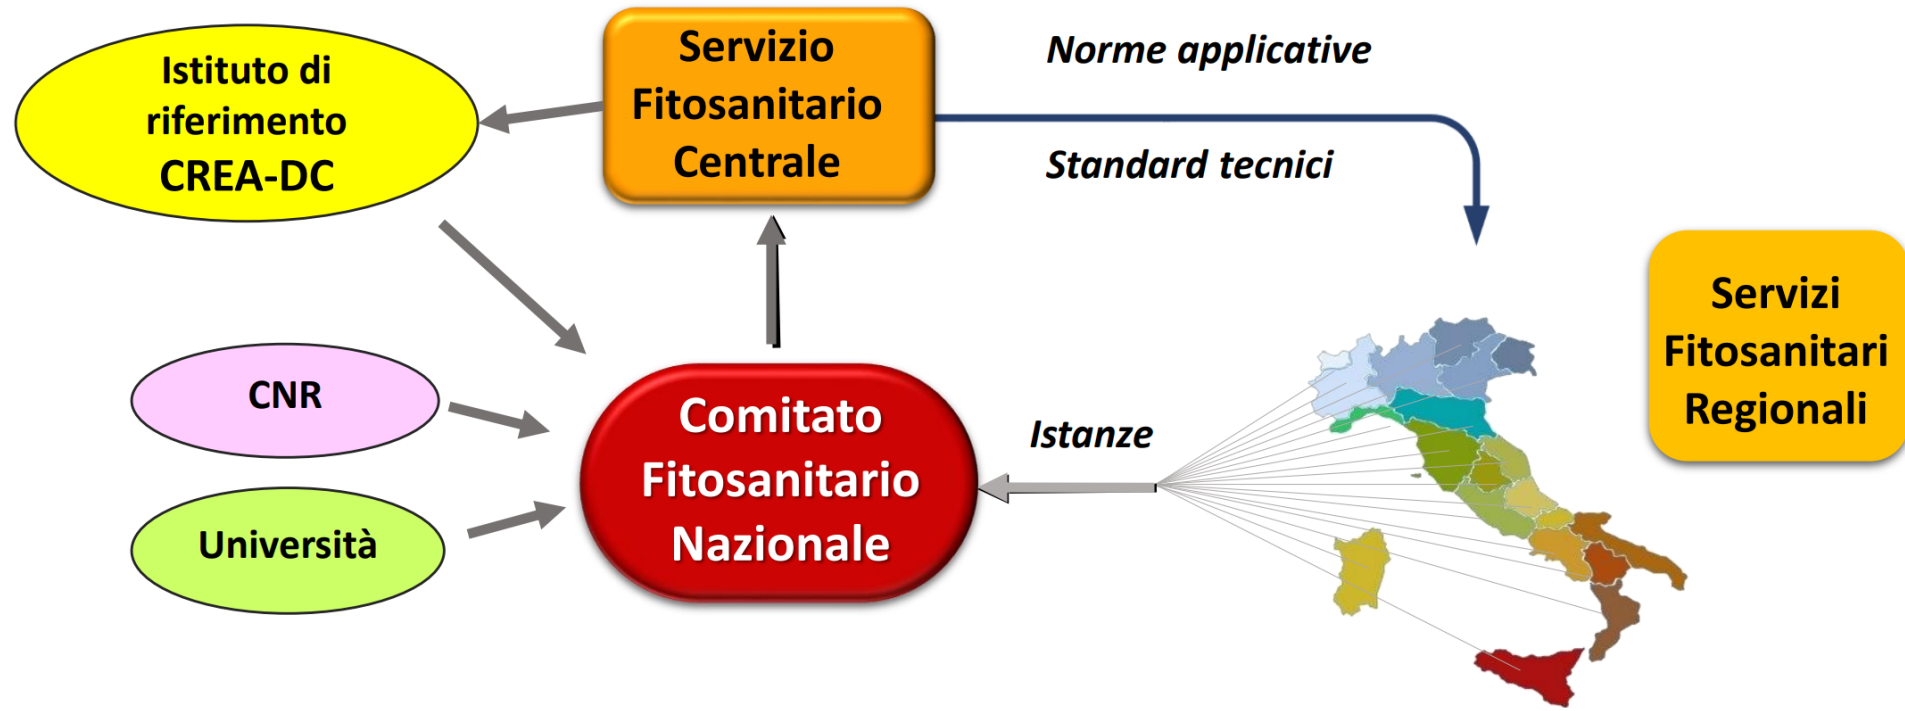 Istituto di
riferimento
CREA-DC
Servizio
Fitosanitario
Centrale
Norme applicative
Standard tecnici
Servizi
Fitosanitari
Regionali
CNR
Università
Comitato
Fitosanitario
Nazionale
Istanze